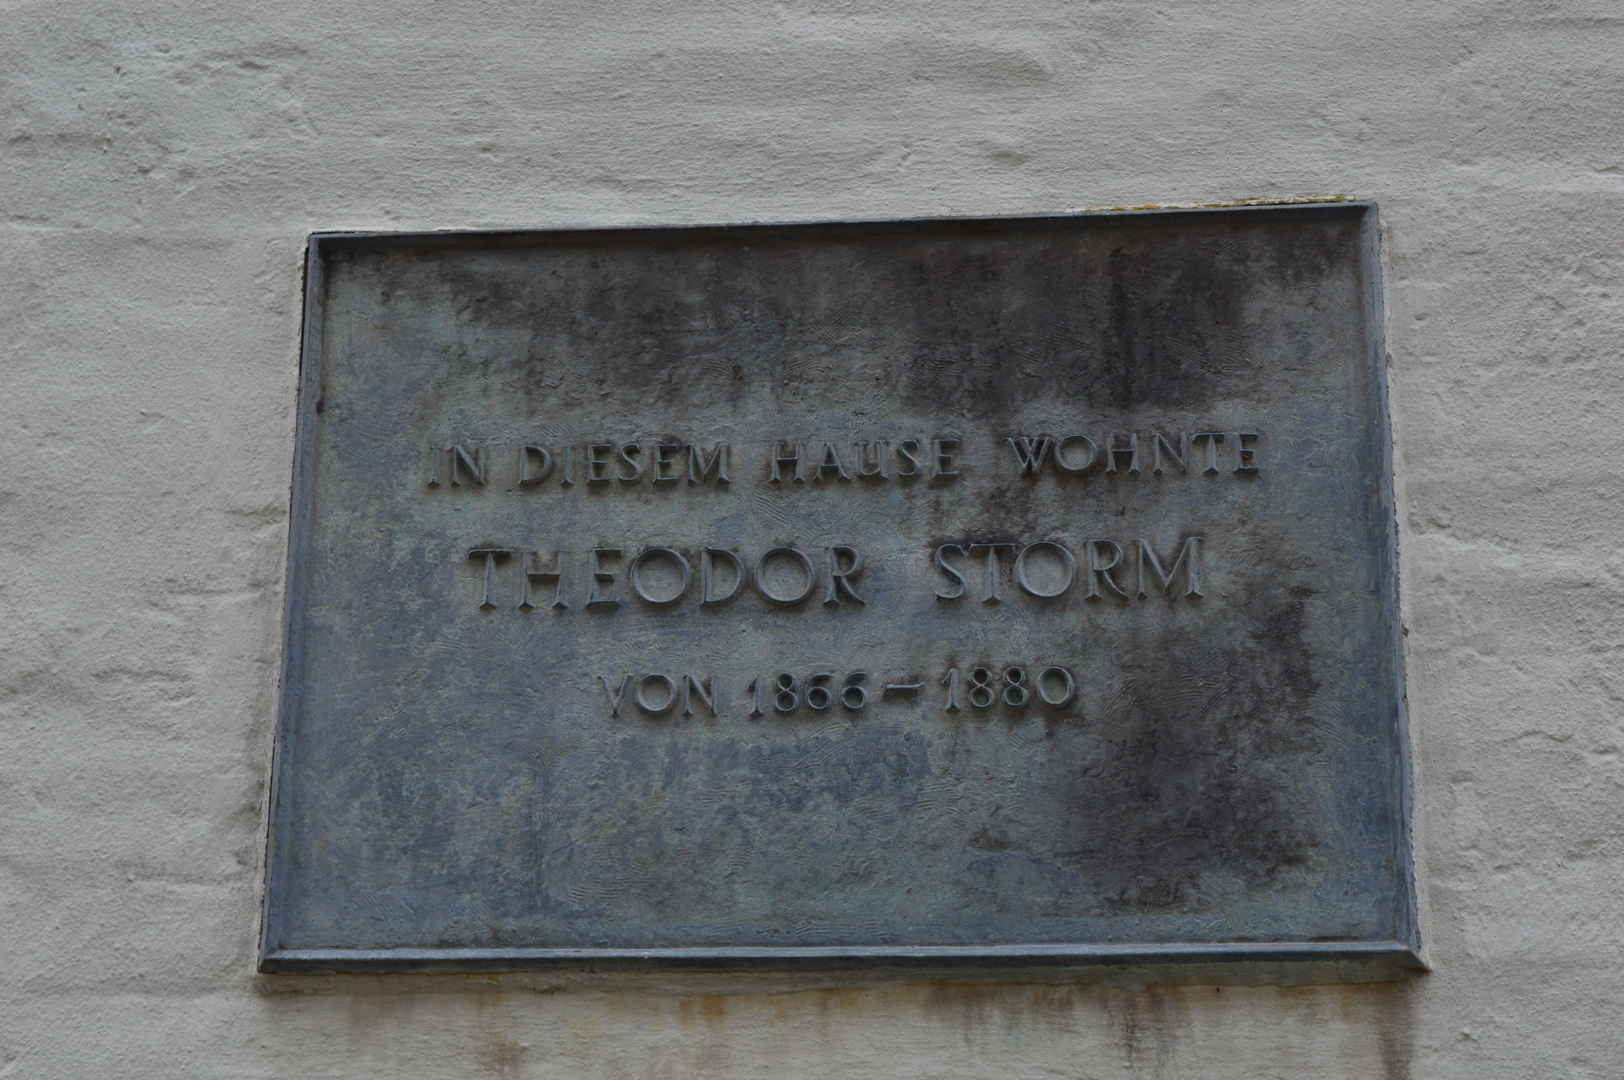 IN DIESEM HAUSE WOHNTE
THEODOR STORM
VON 1866 – 1880